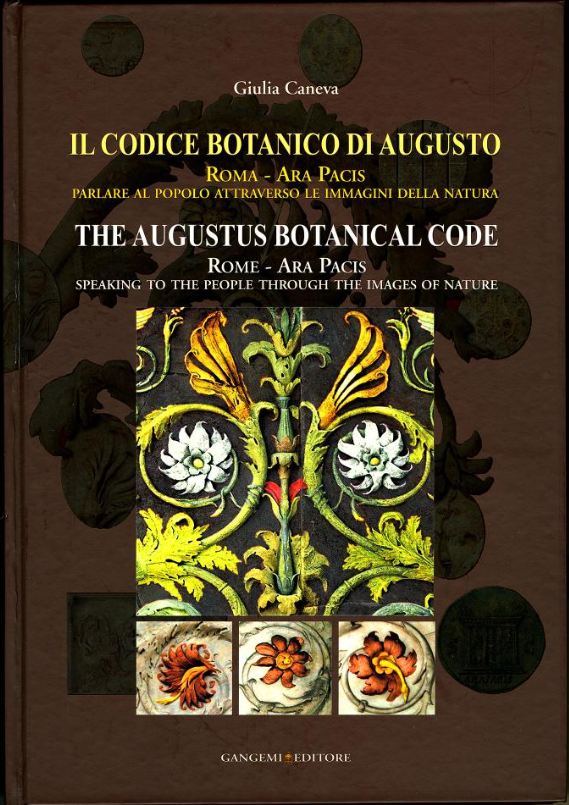 Giulia Caneva
IL CODICE BOTANICO DI AUGUSTO
ROMA - ARA PACIS
PARLARE AL POPOLO ATTRAVERSO LE IMMAGINI DELLA NATURA
THE AUGUSTUS BOTANICAL CODE
ROME - ARA PACIS
SPEAKING TO THE PEOPLE THROUGH THE IMAGES OF NATURE
GANGEMI EDITORE